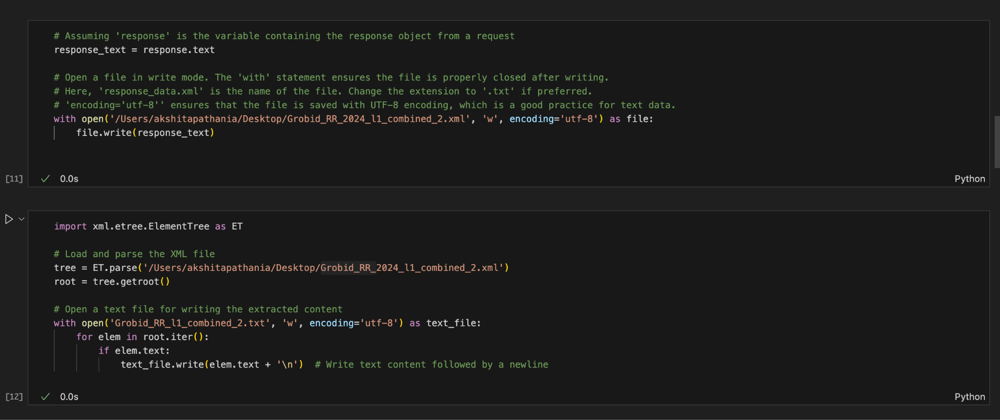 # Assuming 'response' is the variable containing the response object from a request
response_text = response.text
# Open a file in write mode. The 'with' statement ensures the file is properly closed after writing.
# Here, 'response_data.xml' is the name of the file. Change the extension to '.txt' if preferred.
# 'encoding='utf-8'' ensures that the file is saved with UTF-8 encoding, which is a good practice for text data.
with open('/Users/akshitapathania/Desktop/Grobid_RR_2024_l1_combined_2.xml', 'w', encoding='utf-8') as file:
    file.write(response_text)
[11] 0.0s Python
import xml.etree.ElementTree as ET
# Load and parse the XML file
tree = ET.parse('/Users/akshitapathania/Desktop/Grobid_RR_2024_l1_combined_2.xml')
root = tree.getroot()
# Open a text file for writing the extracted content
with open('Grobid_RR_l1_combined_2.txt', 'w', encoding='utf-8') as text_file:
    for elem in root.iter():
        if elem.text:
            text_file.write(elem.text + '\n')  # Write text content followed by a newline
[12] 0.0s Python